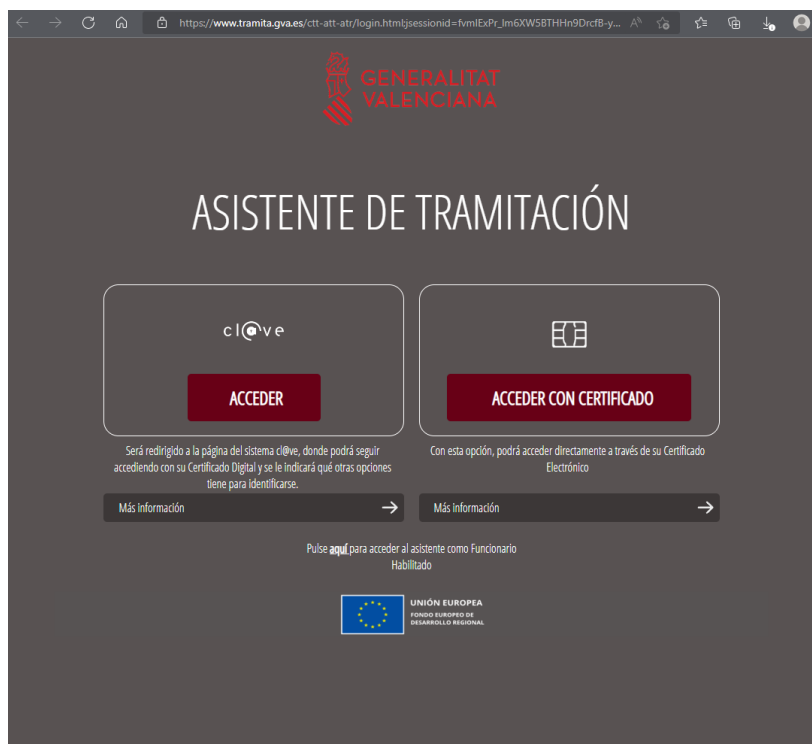 https://www.tramita.gva.es/ctt-att-atr/login.html;jsessionid=fvmIExPr_Im6XW5BTHHn9DrcfB-y...
GENERALITAT
VALENCIANA
ASISTENTE DE TRAMITACIÓN
cl@ve
ACCEDER
ACCEDER CON CERTIFICADO
Será redirigido a la página del sistema cl@ve, donde podrá seguir
accediendo con su Certificado Digital y se le indicará qué otras opciones
tiene para identificarse.
Con esta opción, podrá acceder directamente a través de su Certificado
Electrónico
Más información
Más información
Pulse aquí para acceder al asistente como Funcionario
Habilitado
UNIÓN EUROPEA
FONDO EUROPEO DE
DESARROLLO REGIONAL